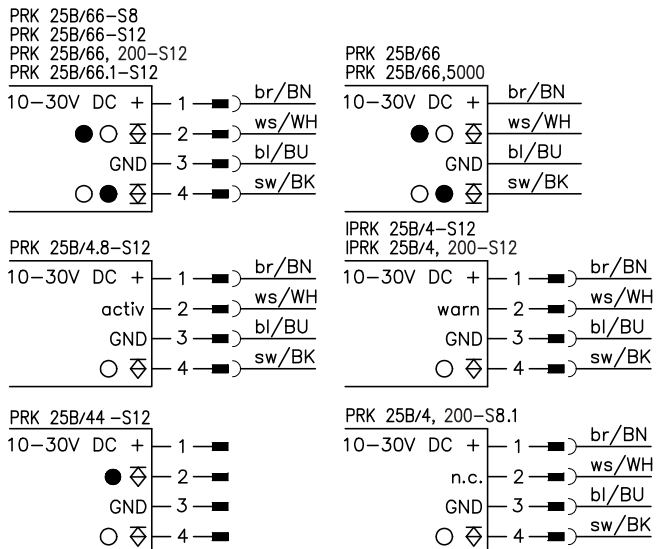 PRK 25B/66-S8
PRK 25B/66-S12
PRK 25B/66, 200-S12
PRK 25B/66.1-S12
10-30V DC + 1 br/BN
2 ws/WH
GND 3 bl/BU
4 sw/BK
PRK 25B/66
PRK 25B/66,5000
10-30V DC + br/BN
ws/WH
GND bl/BU
sw/BK
PRK 25B/4.8-S12
10-30V DC + 1 br/BN
activ 2 ws/WH
GND 3 bl/BU
4 sw/BK
IPRK 25B/4-S12
IPRK 25B/4, 200-S12
10-30V DC + 1 br/BN
warn 2 ws/WH
GND 3 bl/BU
4 sw/BK
PRK 25B/44 -S12
10-30V DC + 1
2
GND 3
4
PRK 25B/4, 200-S8.1
10-30V DC + 1 br/BN
n.c. 2 ws/WH
GND 3 bl/BU
4 sw/BK